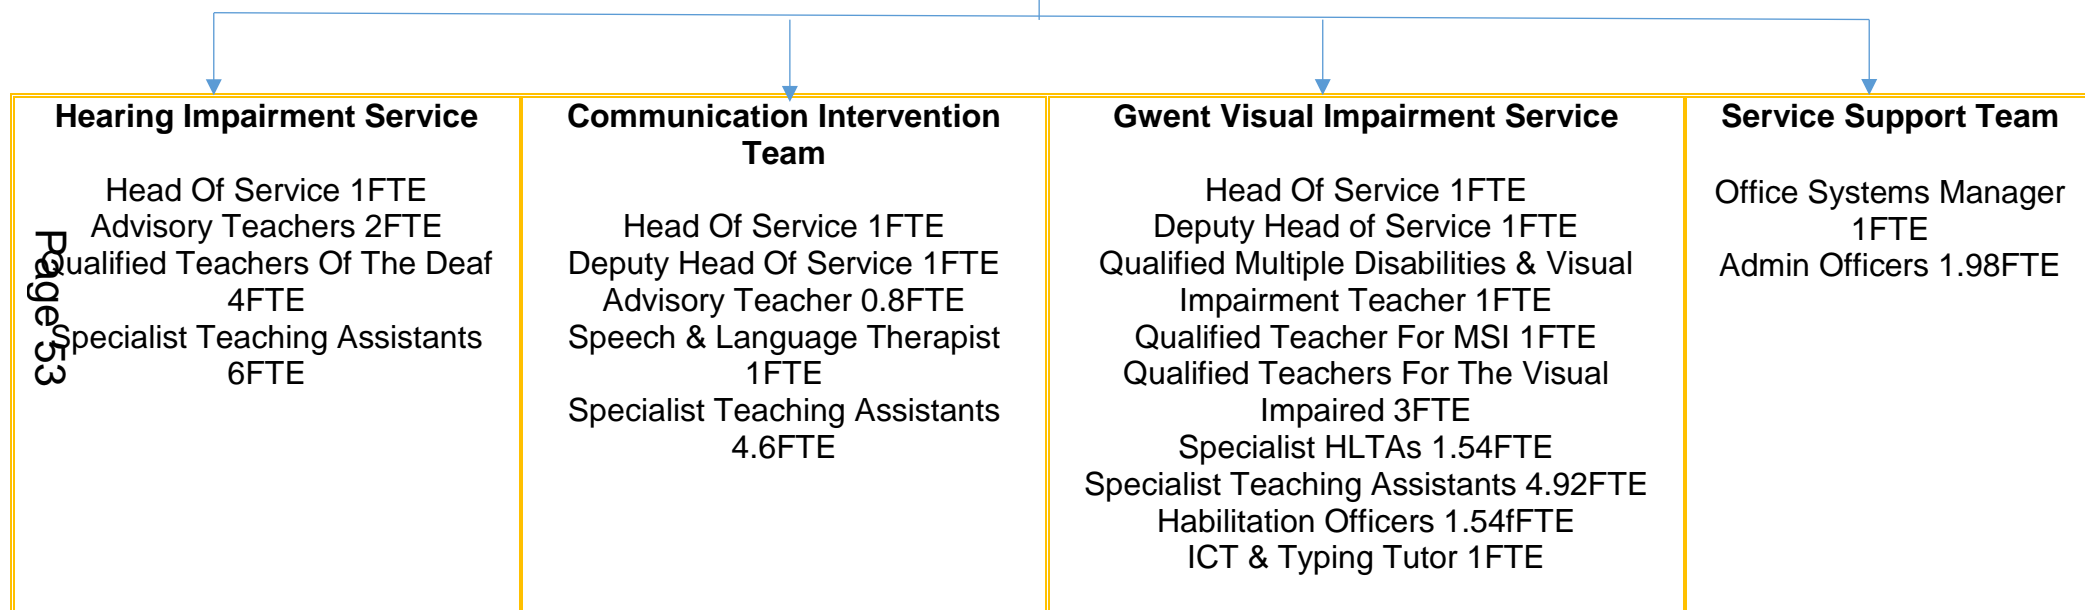 Hearing Impairment Service
Head Of Service 1FTE
Advisory Teachers 2FTE
Qualified Teachers Of The Deaf
4FTE
Specialist Teaching Assistants
6FTE
Communication Intervention
Team
Head Of Service 1FTE
Deputy Head Of Service 1FTE
Advisory Teacher 0.8FTE
Speech & Language Therapist
1FTE
Specialist Teaching Assistants
4.6FTE
Gwent Visual Impairment Service
Head Of Service 1FTE
Deputy Head of Service 1FTE
Qualified Multiple Disabilities & Visual
Impairment Teacher 1FTE
Qualified Teacher For MSI 1FTE
Qualified Teachers For The Visual
Impaired 3FTE
Specialist HLTAs 1.54FTE
Specialist Teaching Assistants 4.92FTE
Habilitation Officers 1.54fFTE
ICT & Typing Tutor 1FTE
Service Support Team
Office Systems Manager
1FTE
Admin Officers 1.98FTE
Page 53